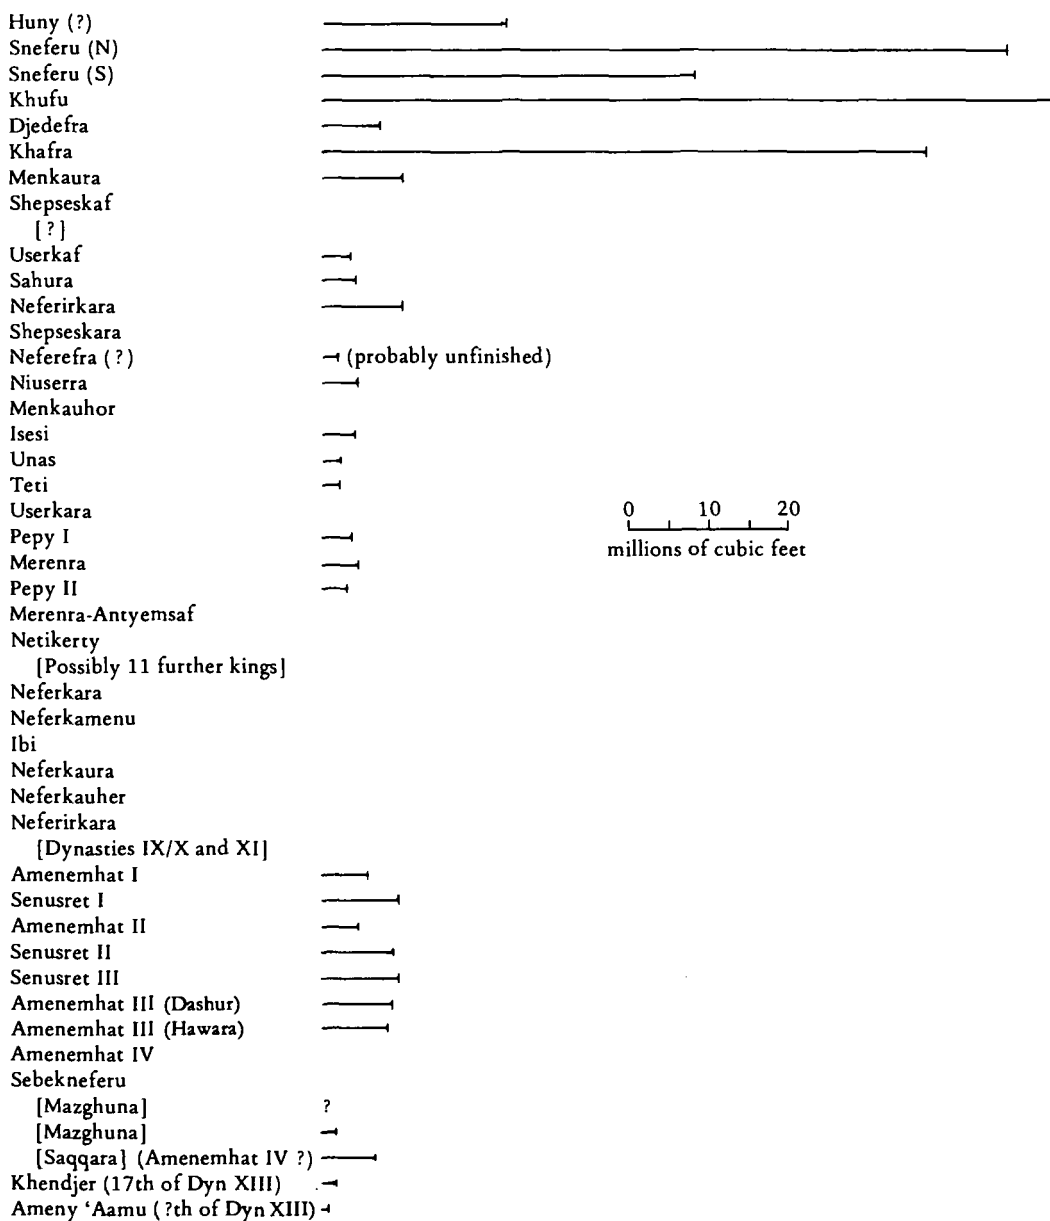 Huny (?)
Sneferu (N)
Sneferu (S)
Khufu
Djedefra
Khafra
Menkaura
Shepseskaf
[?]
Userkaf
Sahura
Neferirkara
Shepseskara
Neferefra (?) (probably unfinished)
Niuserra
Menkauhor
Isesi
Unas
Teti
Userkara
0 10 20
Pepy I
millions of cubic feet
Merenra
Pepy II
Merenra-Antyemsaf
Netikerty
[Possibly 11 further kings]
Neferkara
Neferkamenu
Ibi
Neferkaura
Neferkauher
Neferirkara
[Dynasties IX/X and XI]
Amenemhat I
Senusret I
Amenemhat II
Senusret II
Senusret III
Amenemhat III (Dashur)
Amenemhat III (Hawara)
Amenemhat IV
Sebekneferu
[Mazghuna] ?
[Mazghuna]
[Saqqara] (Amenemhat IV ?)
Khendjer (17th of Dyn XIII)
Ameny 'Aamu (?th of Dyn XIII)